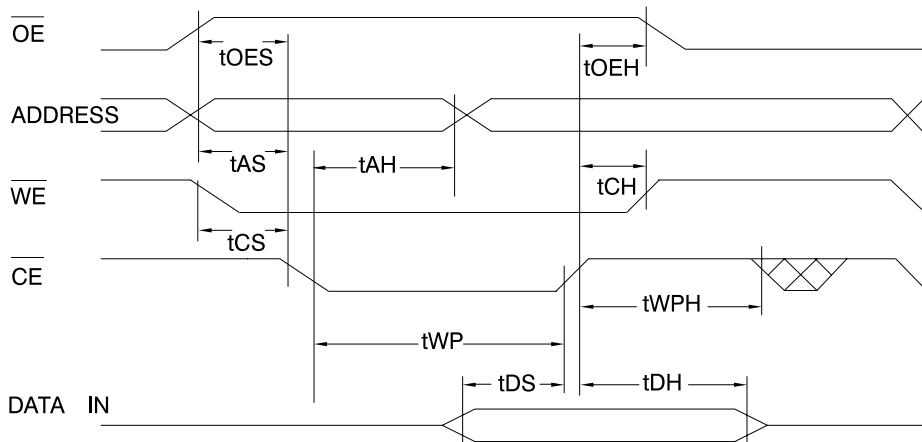 OE
tOES
tOEH
ADDRESS
tAS
tAH
WE
tCH
tCS
CE
tWPH
tWP
tDS
tDH
DATA IN